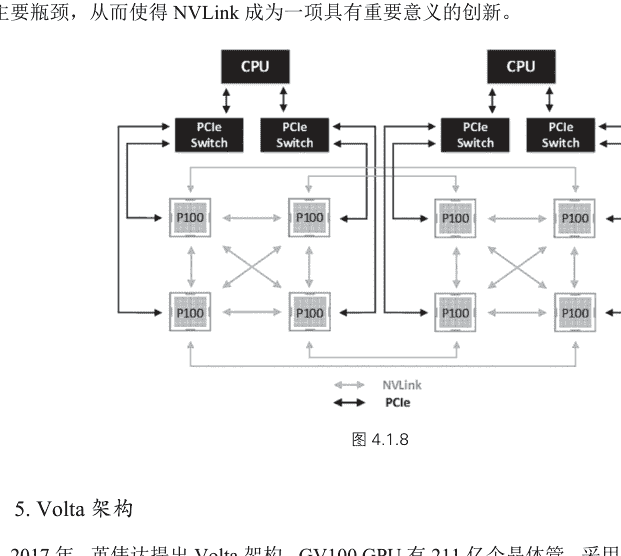 主要瓶颈，从而使得 NVLink 成为一项具有重要意义的创新。
CPU CPU
PCIe Switch PCIe Switch PCIe Switch PCIe Switch
P100 P100 P100 P100
P100 P100 P100 P100
NVLink
PCIe
图 4.1.8
5. Volta 架构
2017 年，英伟达提出 Volta 架构，GV100 GPU 有 211 亿个晶体管，采用